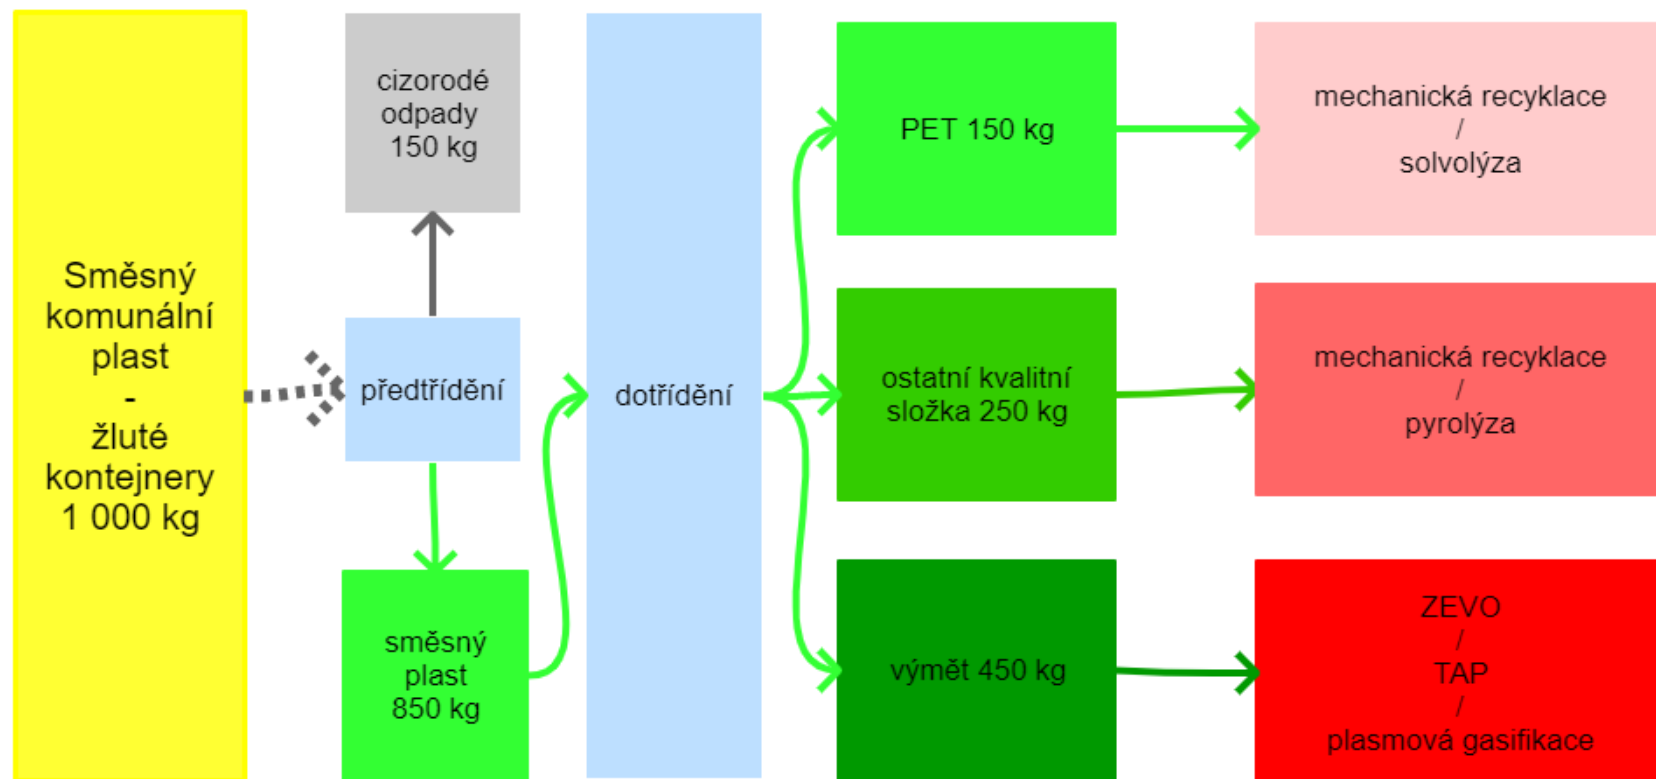 Směsný
komunální
plast
-
žluté
kontejnery
1 000 kg
cizorodé
odpady
150 kg
předtřídění
směsný
plast
850 kg
dotřídění
PET 150 kg
mechanická recyklace
/
solvolýza
ostatní kvalitní
složka 250 kg
mechanická recyklace
/
pyrolýza
výmět 450 kg
ZEVO
/
TAP
/
plasmová gasifikace